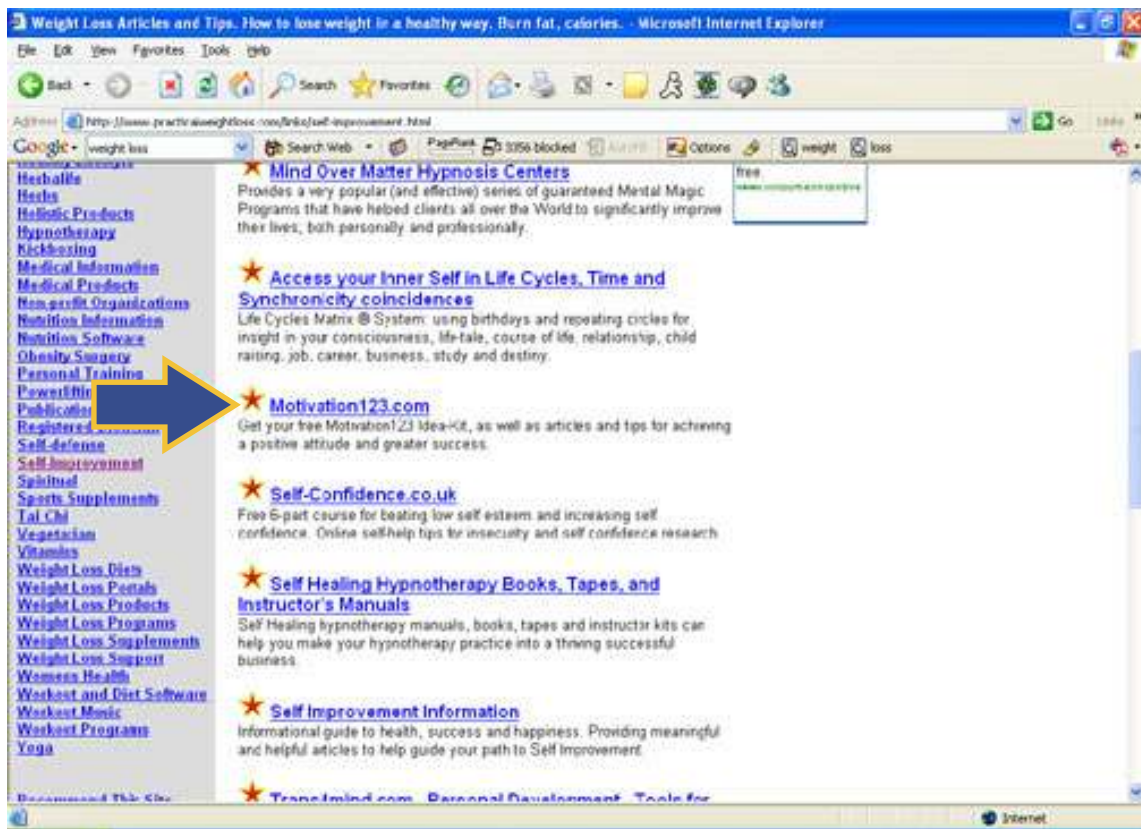 Weight Loss Articles and Tips. How to lose weight in a healthy way. Burn fat, calories. - Microsoft Internet Explorer
File Edit View Favorites Tools Help
Back Search Favorites
Address Go Links
Google weight loss Search Web PageRank 3356 blocked Options weight loss
Herbalife
Herbs
Holistic Products
Hypnotherapy
Kickboxing
Medical Information
Medical Products
Non-profit Organizations
Nutrition Information
Nutrition Software
Obesity Surgery
Personal Training
Self-defense
Self-Improvement
Spiritual
Sports Supplements
Tai Chi
Vegetarian
Vitamins
Weight Loss Diets
Weight Loss Portals
Weight Loss Products
Weight Loss Programs
Weight Loss Supplements
Weight Loss Support
Womens Health
Workout and Diet Software
Workout Music
Workout Programs
Yoga
Recommend This Site
Mind Over Matter Hypnosis Centers
Provides a very popular (and effective) series of guaranteed Mental Magic
Programs that have helped clients all over the World to significantly improve
their lives, both personally and professionally.
free
Access your Inner Self in Life Cycles, Time and
Synchronicity coincidences
Life Cycles Matrix ® System: using birthdays and repeating circles for
insight in your consciousness, life-tale, course of life, relationship, child
raising, job, career, business, study and destiny.
Motivation123.com
Get your free Motivation123 Idea-Kit, as well as articles and tips for achieving
a positive attitude and greater success.
Self-Confidence.co.uk
Free 6-part course for beating low self esteem and increasing self
confidence. Online self-help tips for insecurity and self confidence research
Self Healing Hypnotherapy Books, Tapes, and
Instructor's Manuals
Self Healing hypnotherapy manuals, books, tapes and instructor kits can
help you make your hypnotherapy practice into a thriving successful
business.
Self Improvement Information
Informational guide to health, success and happiness. Providing meaningful
and helpful articles to help guide your path to Self Improvement
Trans4mind.com Personal Development Tools for
Internet